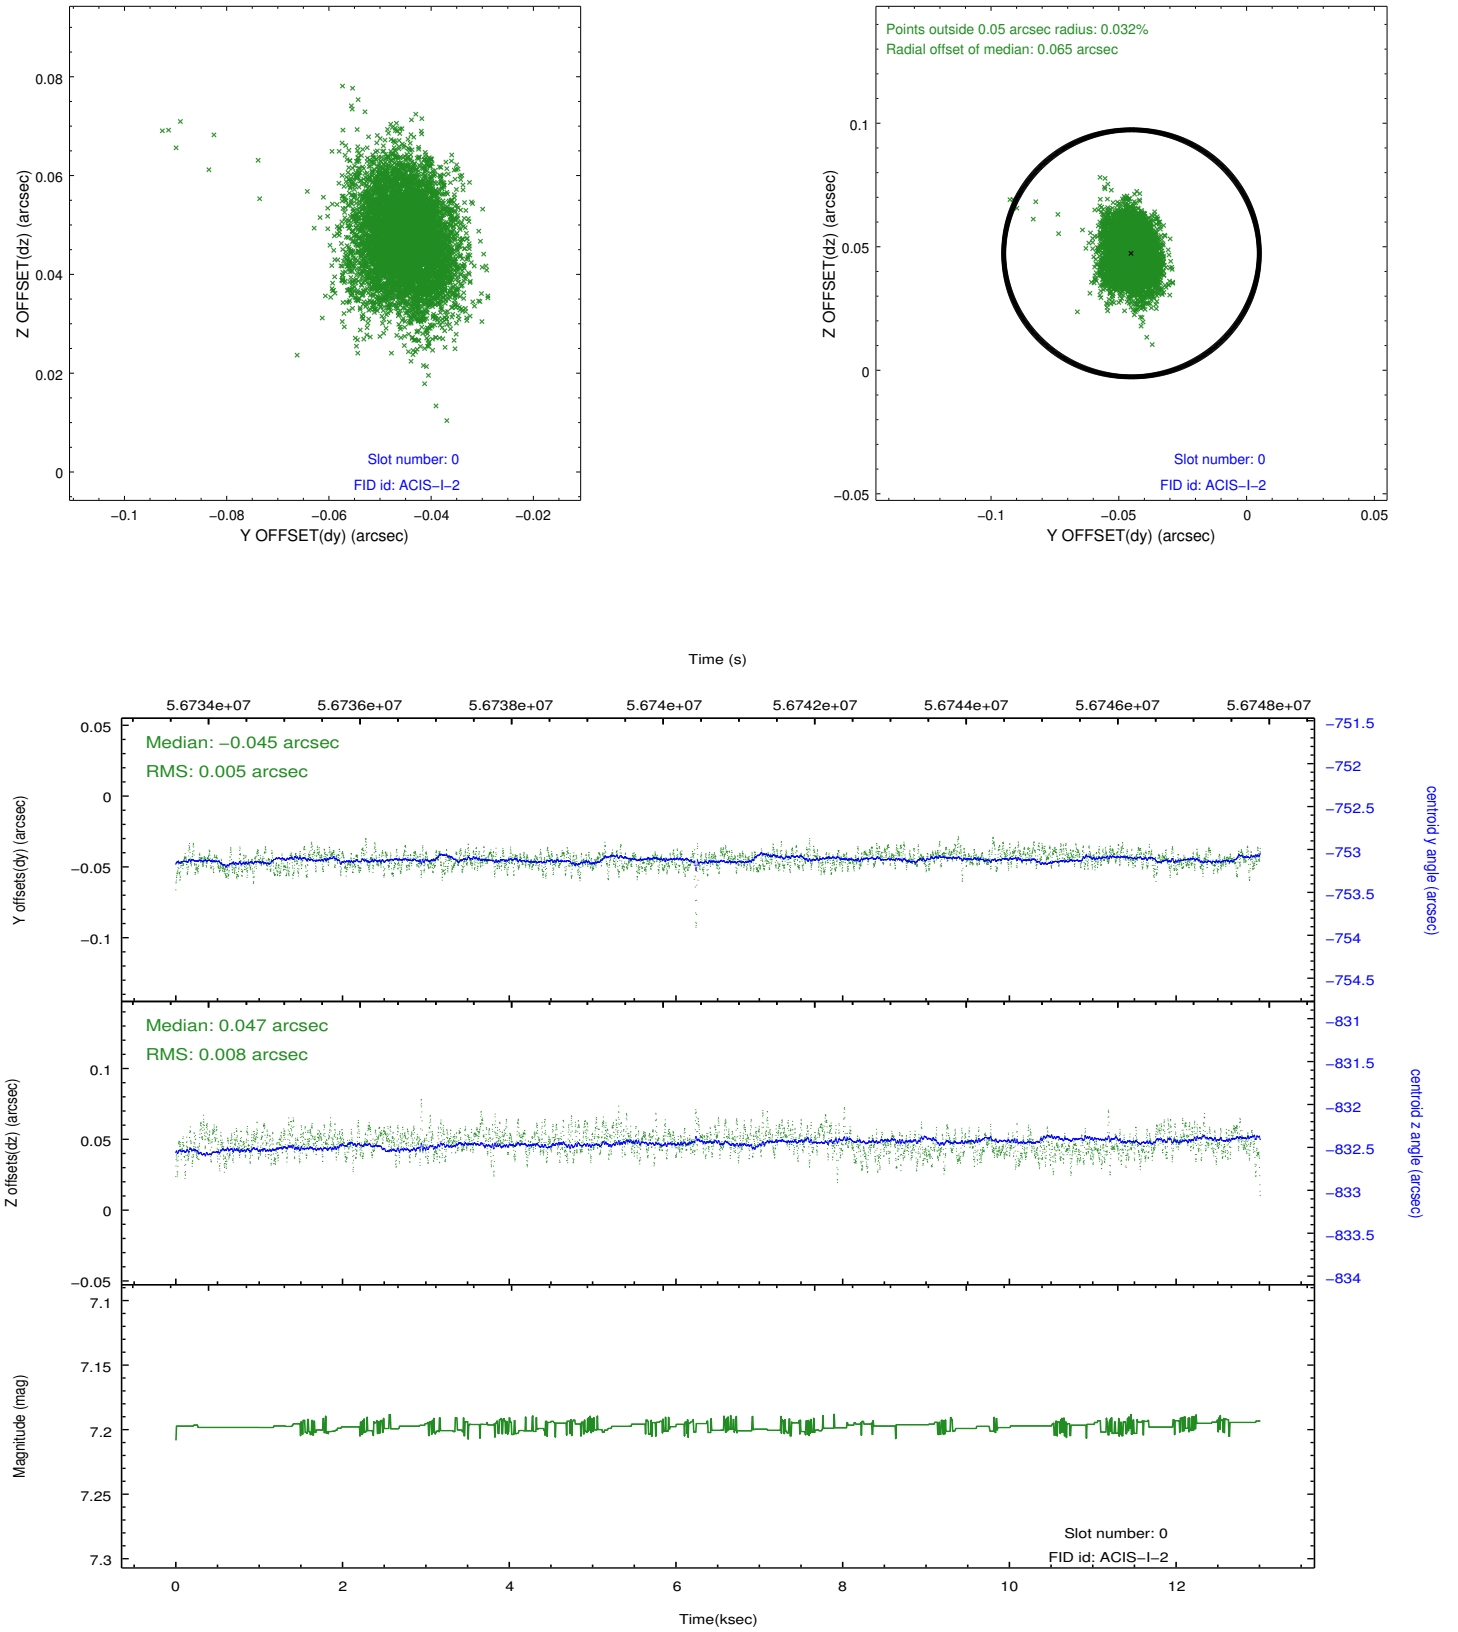 0.08
0.06
0.04
0.02
0
Z OFFSET(dz) (arcsec)
Slot number: 0
FID id: ACIS−I−2
−0.1
−0.08
−0.06
−0.04
−0.02
Y OFFSET(dy) (arcsec)
Points outside 0.05 arcsec radius: 0.032%
Radial offset of median: 0.065 arcsec
0.1
0.05
0
−0.05
Z OFFSET(dz) (arcsec)
Slot number: 0
FID id: ACIS−I−2
−0.1
−0.05
0
0.05
Y OFFSET(dy) (arcsec)
Time (s)
5.6734e+07
5.6736e+07
5.6738e+07
5.674e+07
5.6742e+07
5.6744e+07
5.6746e+07
5.6748e+07
Median: −0.045 arcsec
RMS: 0.005 arcsec
0.05
0
−0.05
−0.1
Y offsets(dy) (arcsec)
−751.5
−752
−752.5
−753
−753.5
−754
−754.5
centroid y angle (arcsec)
Median: 0.047 arcsec
RMS: 0.008 arcsec
0.1
0.05
0
−0.05
Z offsets(dz) (arcsec)
−831
−831.5
−832
−832.5
−833
−833.5
−834
centroid z angle (arcsec)
7.1
7.15
7.2
7.25
7.3
Magnitude (mag)
Slot number: 0
FID id: ACIS−I−2
0
2
4
6
8
10
12
Time(ksec)